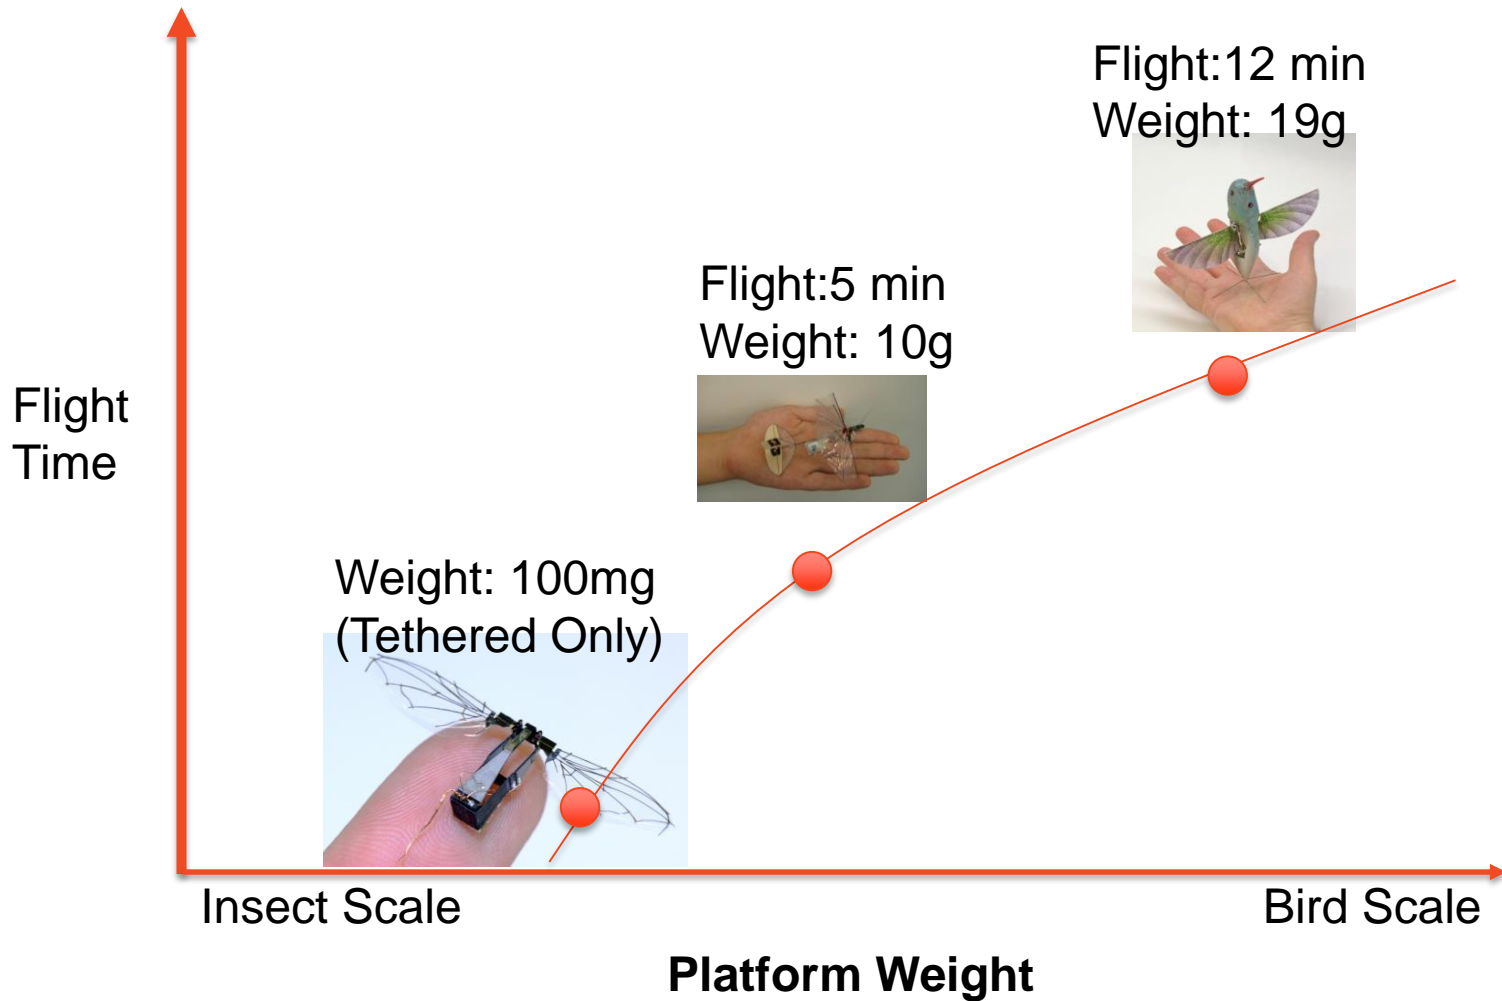 Flight:12 min
Weight: 19g
Flight:5 min
Weight: 10g
Flight
Time
Weight: 100mg
(Tethered Only)
Insect Scale
Bird Scale
Platform Weight